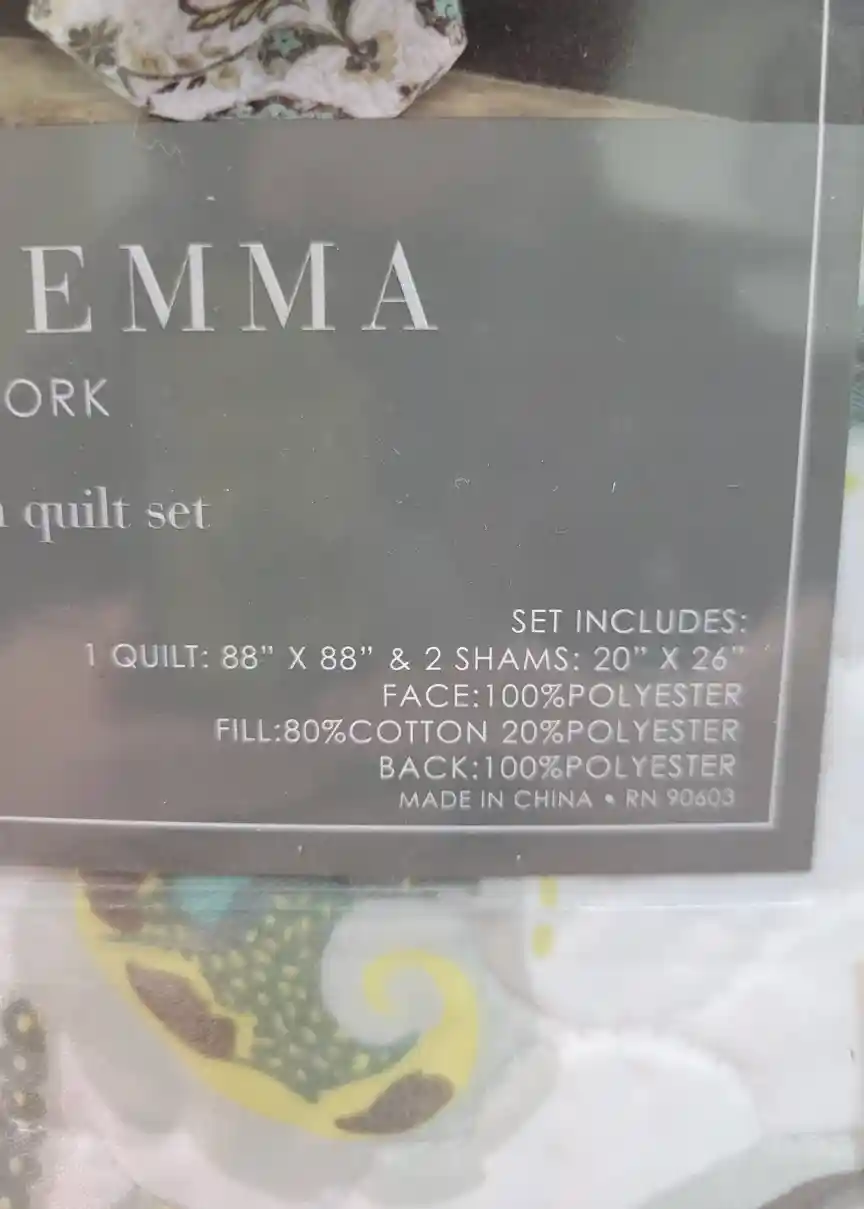 EMMA
ORK
quilt set
SET INCLUDES:
1 QUILT: 88" X 88" & 2 SHAMS: 20" X 26"
FACE:100%POLYESTER
FILL:80%COTTON 20%POLYESTER
BACK:100%POLYESTER
MADE IN CHINA • RN 90603